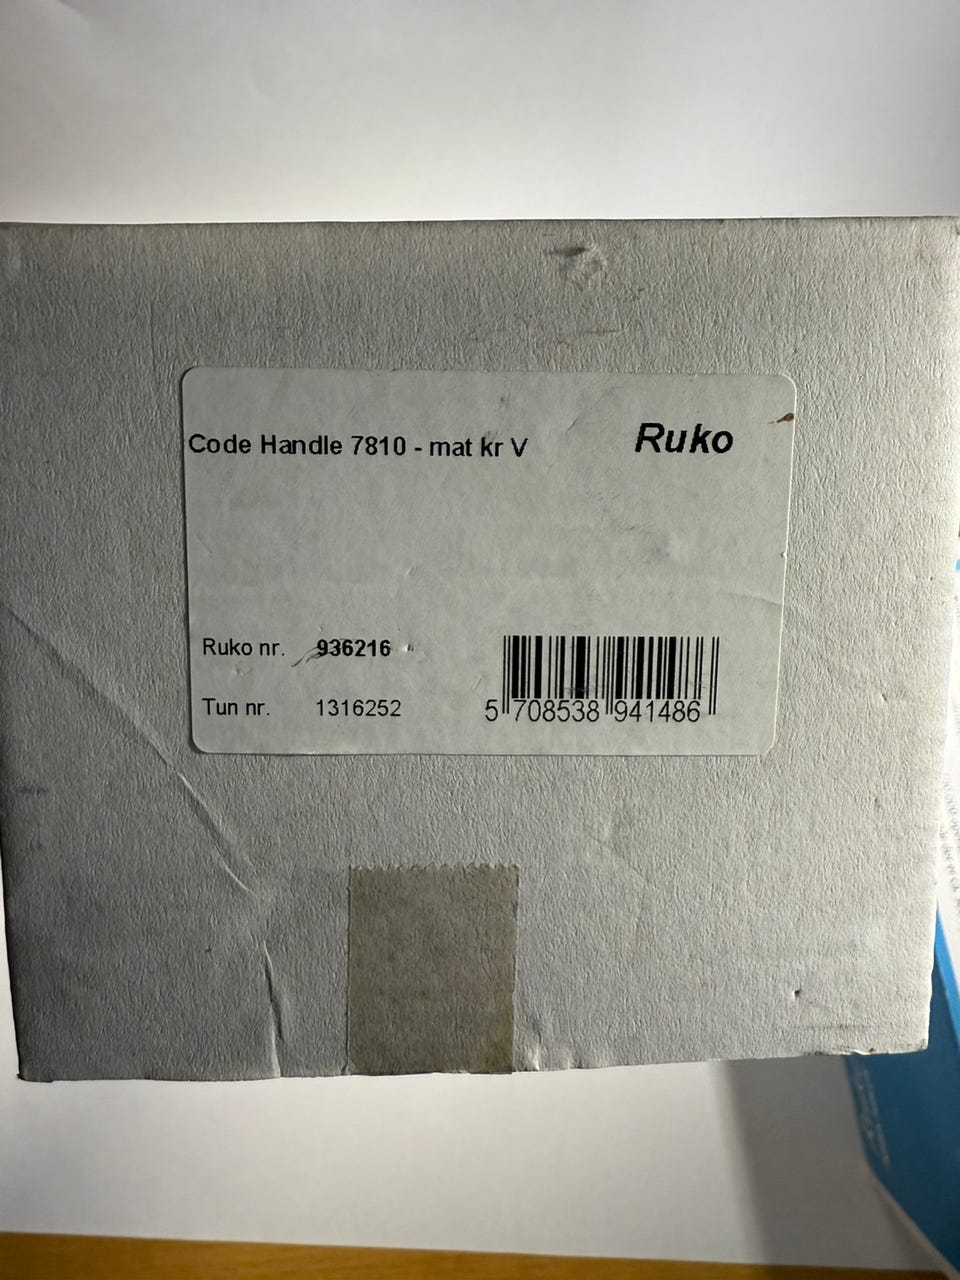 Code Handle 7810 - mat kr V
Ruko
Ruko nr. 936216
Tun nr. 1316252
5 708538 941486